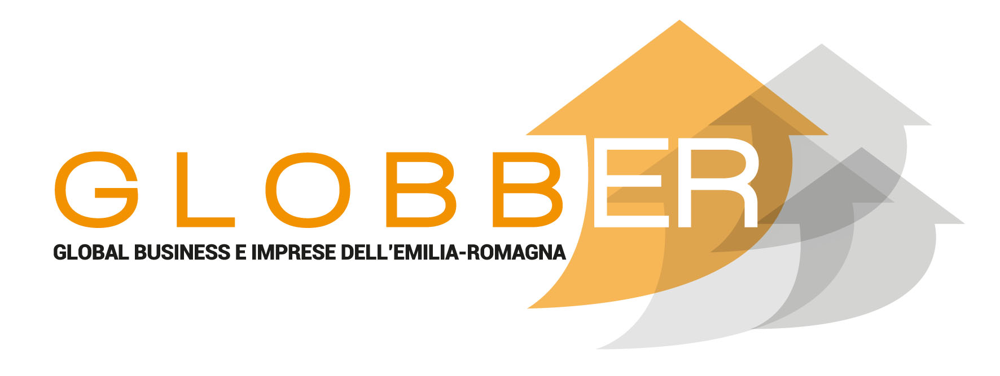 GLOBBER
GLOBAL BUSINESS E IMPRESE DELL'EMILIA-ROMAGNA